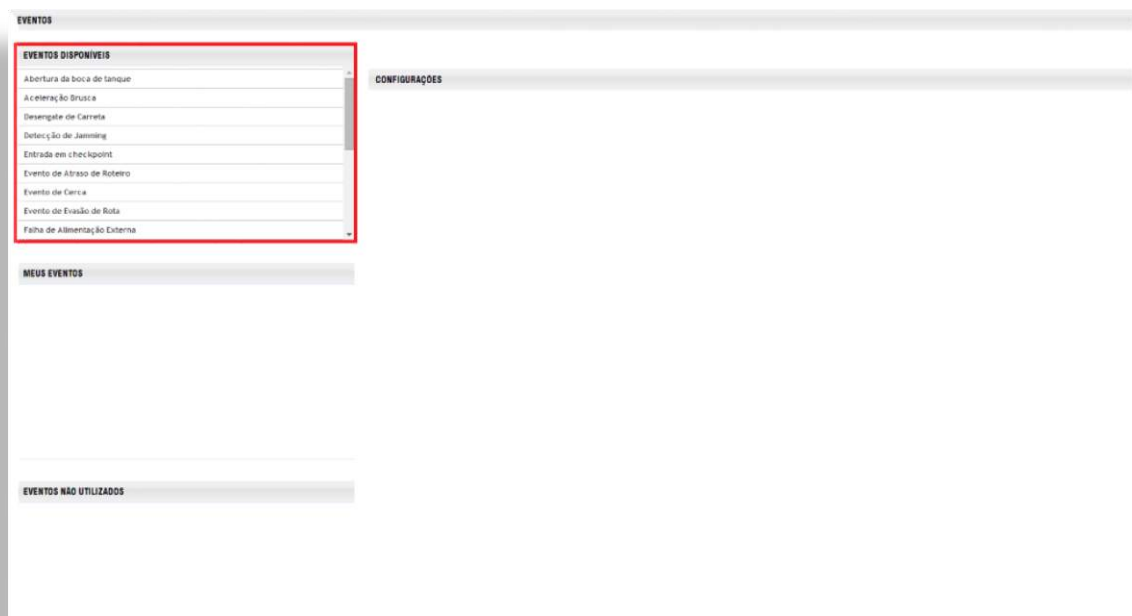 EVENTOS
EVENTOS DISPONÍVEIS
Abertura da boca de tanque
Aceleração Brusca
Desengate de Carreta
Detecção de Jamming
Entrada em checkpoint
Evento de Atraso de Roteiro
Evento de Cerca
Evento de Evasão de Rota
Falha de Alimentação Externa
CONFIGURAÇÕES
MEUS EVENTOS
EVENTOS NÃO UTILIZADOS